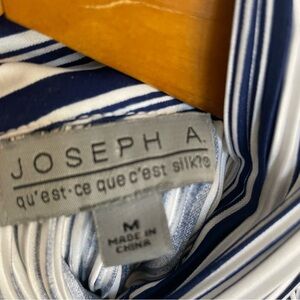 JOSEPH A.
qu'est·ce que c'est silk?®
M
MADE IN
CHINA